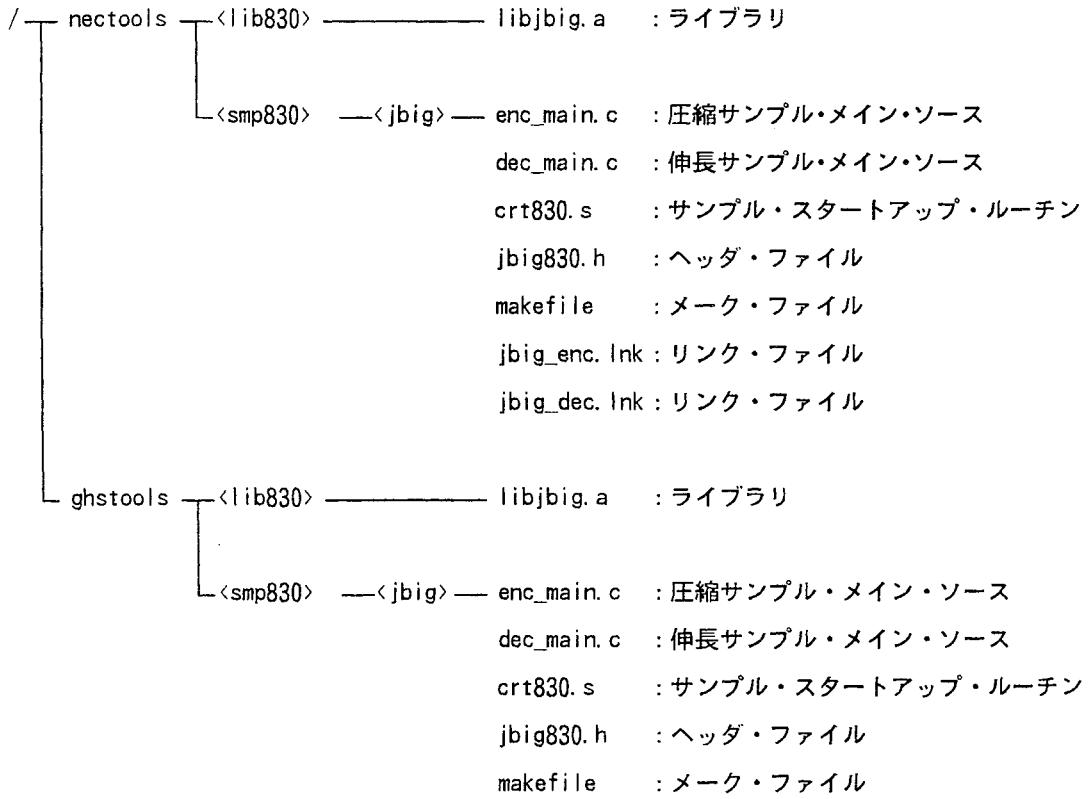 / nectools <lib830> libjbig.a :ライブラリ
<smp830> <jbig> enc_main.c :圧縮サンプル・メイン・ソース
dec_main.c :伸長サンプル・メイン・ソース
crt830.s :サンプル・スタートアップ・ルーチン
jbig830.h :ヘッダ・ファイル
makefile :メーク・ファイル
jbig_enc.lnk :リンク・ファイル
jbig_dec.lnk :リンク・ファイル
ghstools <lib830> libjbig.a :ライブラリ
<smp830> <jbig> enc_main.c :圧縮サンプル・メイン・ソース
dec_main.c :伸長サンプル・メイン・ソース
crt830.s :サンプル・スタートアップ・ルーチン
jbig830.h :ヘッダ・ファイル
makefile :メーク・ファイル